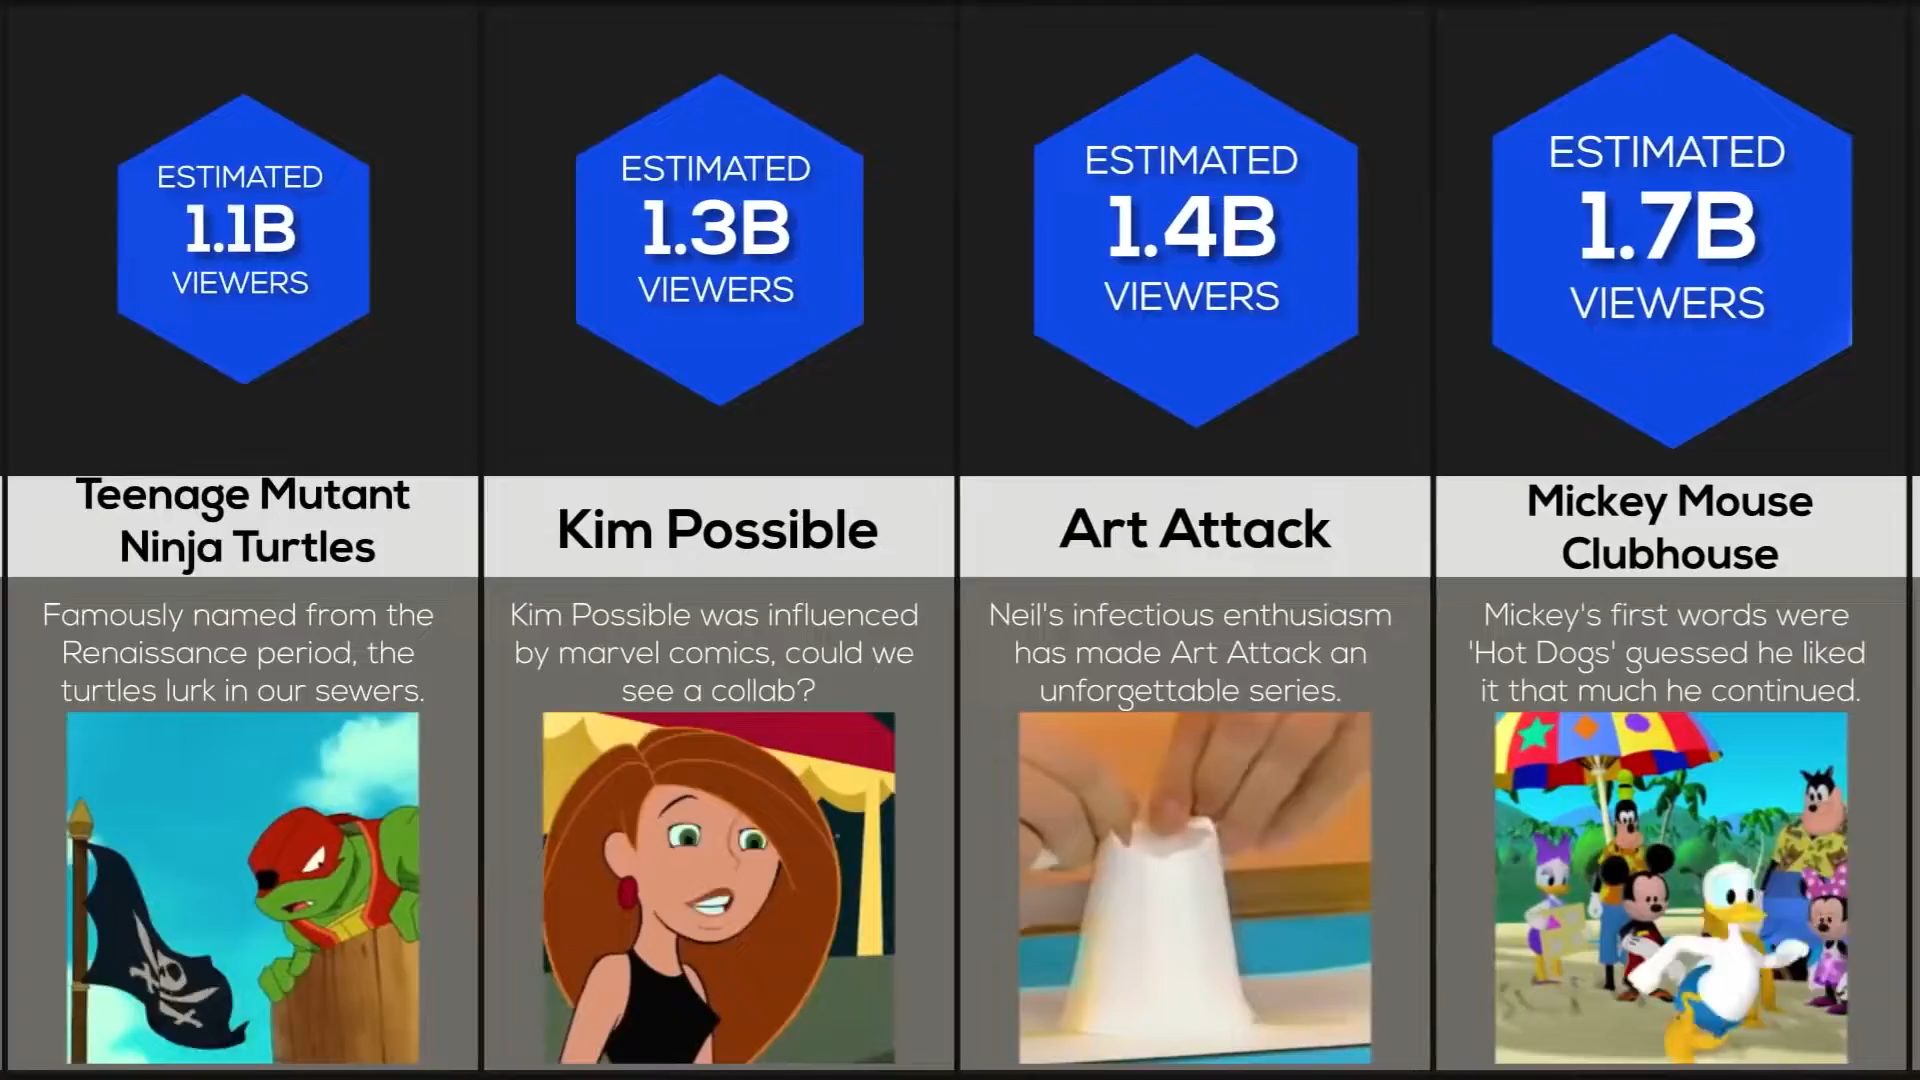 ESTIMATED
1.1B
VIEWERS
Teenage Mutant
Ninja Turtles
Famously named from the
Renaissance period, the
turtles lurk in our sewers.
ESTIMATED
1.3B
VIEWERS
Kim Possible
Kim Possible was influenced
by marvel comics, could we
see a collab?
ESTIMATED
1.4B
VIEWERS
Art Attack
Neil's infectious enthusiasm
has made Art Attack an
unforgettable series.
ESTIMATED
1.7B
VIEWERS
Mickey Mouse
Clubhouse
Mickey's first words were
'Hot Dogs' guessed he liked
it that much he continued.